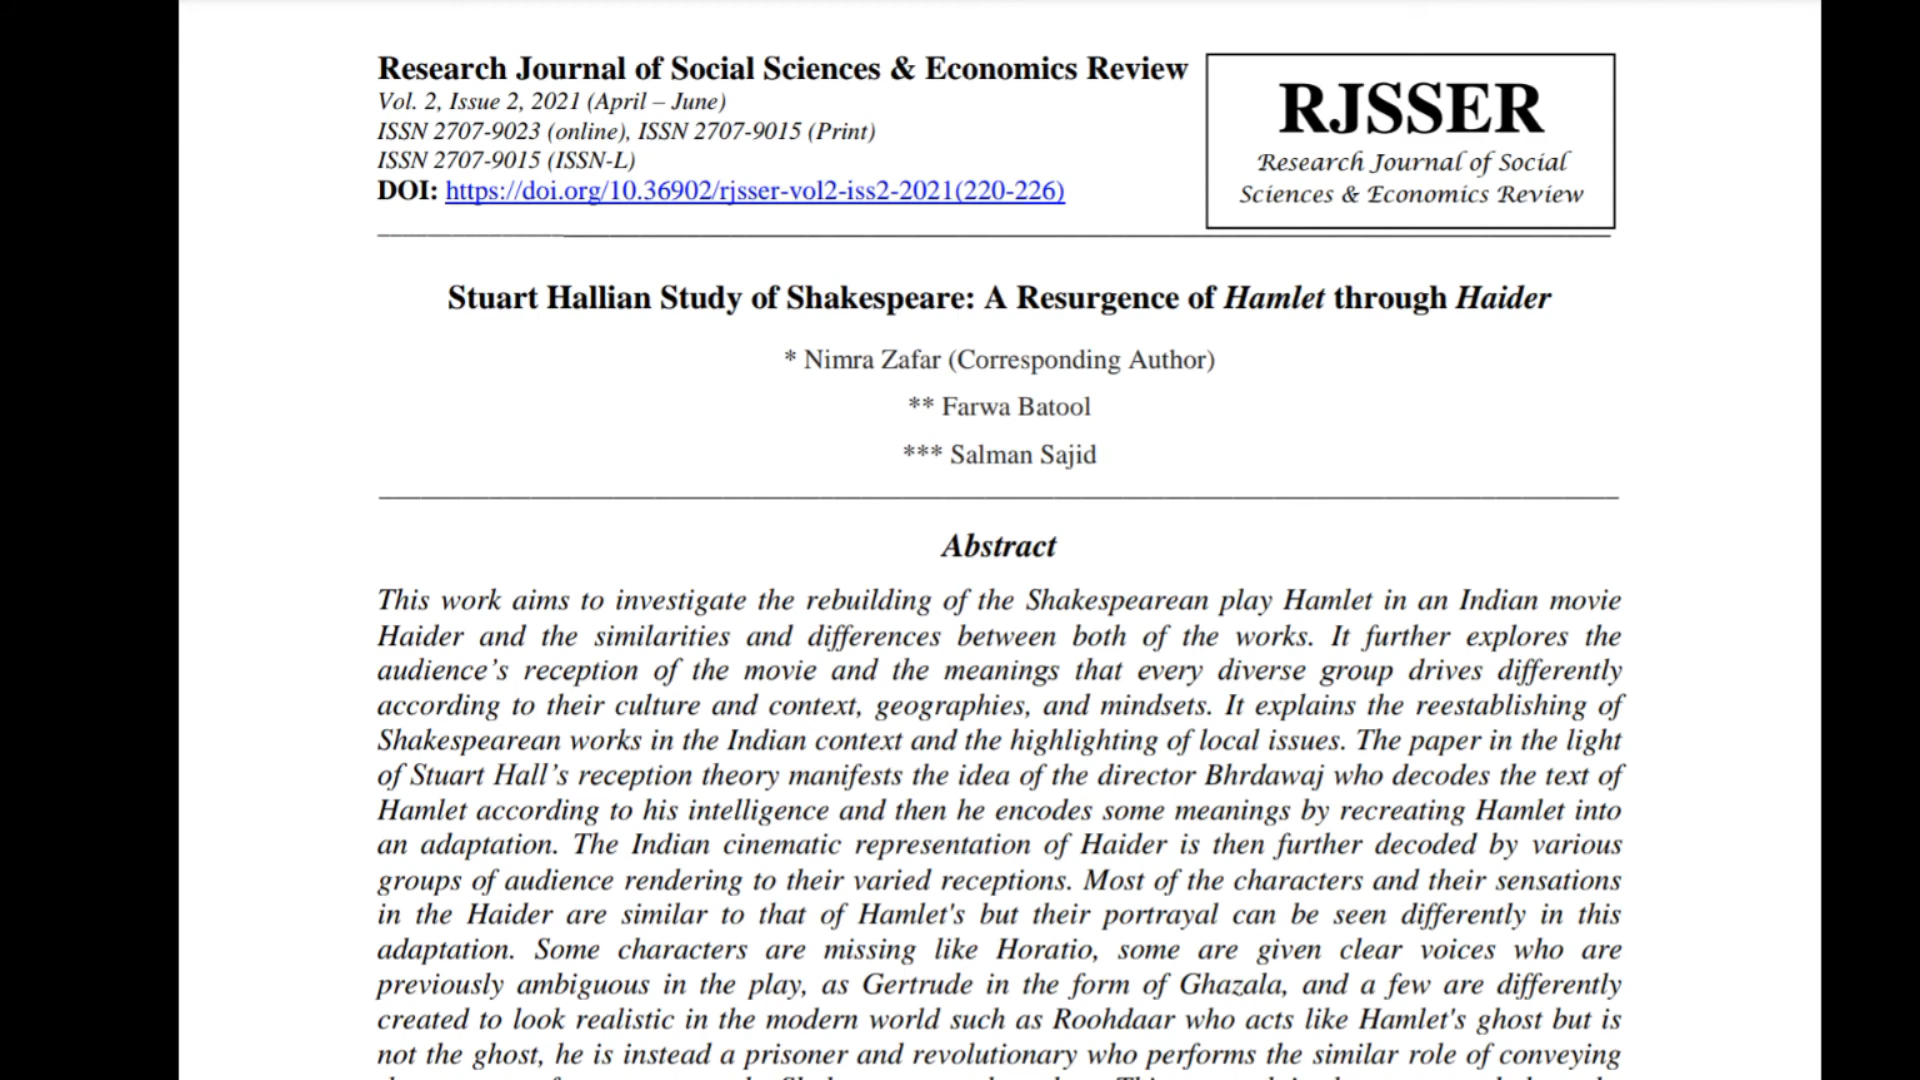 Research Journal of Social Sciences & Economics Review
Vol. 2, Issue 2, 2021 (April – June)
ISSN 2707-9023 (online), ISSN 2707-9015 (Print)
ISSN 2707-9015 (ISSN-L)
DOI: https://doi.org/10.36902/rjsser-vol2-iss2-2021(220-226)
RJSSER
Research Journal of Social
Sciences & Economics Review
Stuart Hallian Study of Shakespeare: A Resurgence of Hamlet through Haider
* Nimra Zafar (Corresponding Author)
** Farwa Batool
*** Salman Sajid
Abstract
This work aims to investigate the rebuilding of the Shakespearean play Hamlet in an Indian movie
Haider and the similarities and differences between both of the works. It further explores the
audience’s reception of the movie and the meanings that every diverse group drives differently
according to their culture and context, geographies, and mindsets. It explains the reestablishing of
Shakespearean works in the Indian context and the highlighting of local issues. The paper in the light
of Stuart Hall’s reception theory manifests the idea of the director Bhrdawaj who decodes the text of
Hamlet according to his intelligence and then he encodes some meanings by recreating Hamlet into
an adaptation. The Indian cinematic representation of Haider is then further decoded by various
groups of audience rendering to their varied receptions. Most of the characters and their sensations
in the Haider are similar to that of Hamlet's but their portrayal can be seen differently in this
adaptation. Some characters are missing like Horatio, some are given clear voices who are
previously ambiguous in the play, as Gertrude in the form of Ghazala, and a few are differently
created to look realistic in the modern world such as Roohdaar who acts like Hamlet's ghost but is
not the ghost, he is instead a prisoner and revolutionary who performs the similar role of conveying